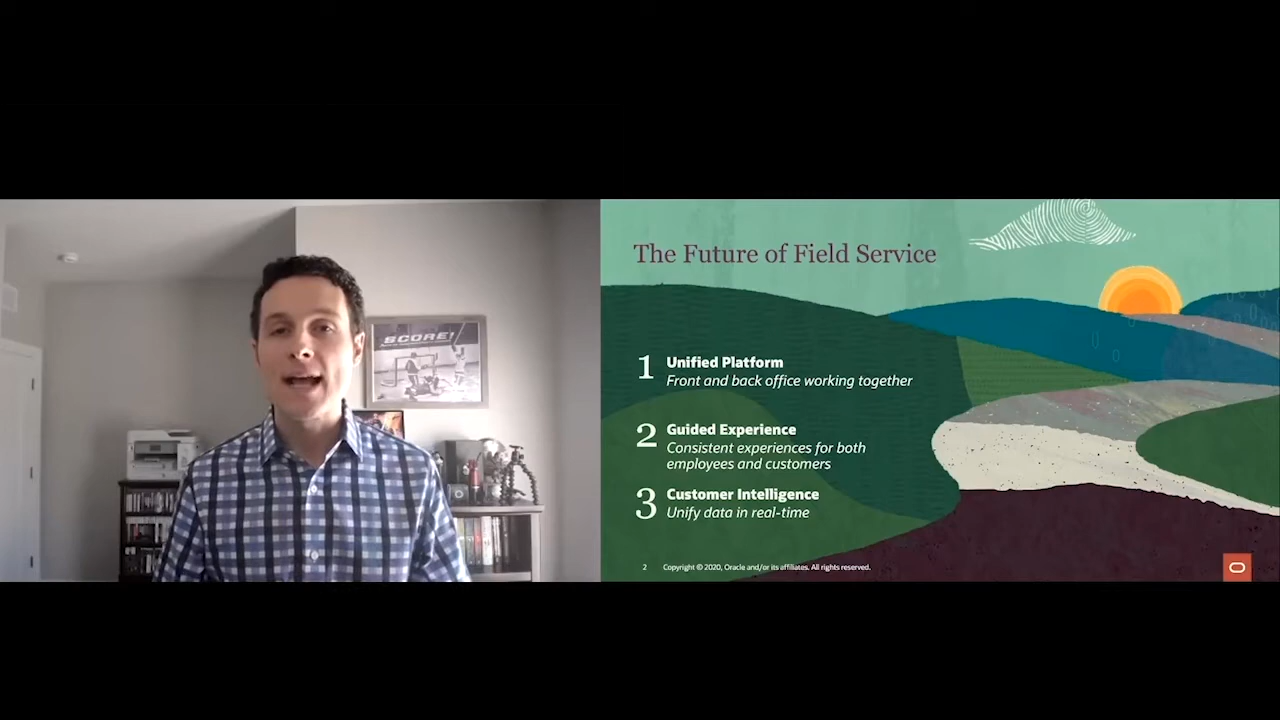 SCORE!
The Future of Field Service
1 Unified Platform
Front and back office working together
2 Guided Experience
Consistent experiences for both
employees and customers
3 Customer Intelligence
Unify data in real-time
2 Copyright © 2020, Oracle and/or its affiliates. All rights reserved.